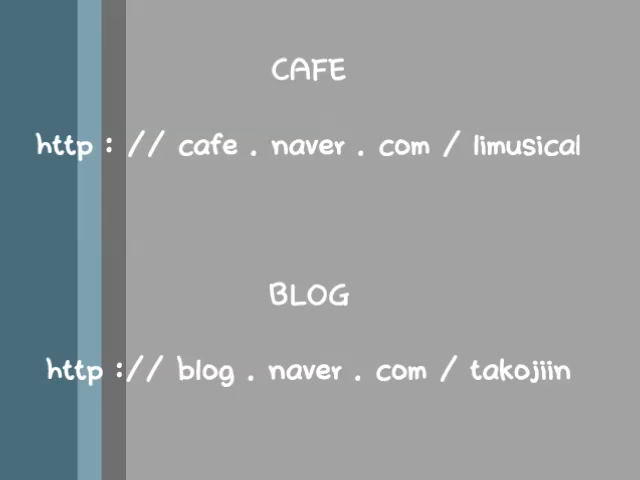 CAFE
http : // cafe . naver . com / limusical
BLOG
http :// blog . naver . com / takojiin